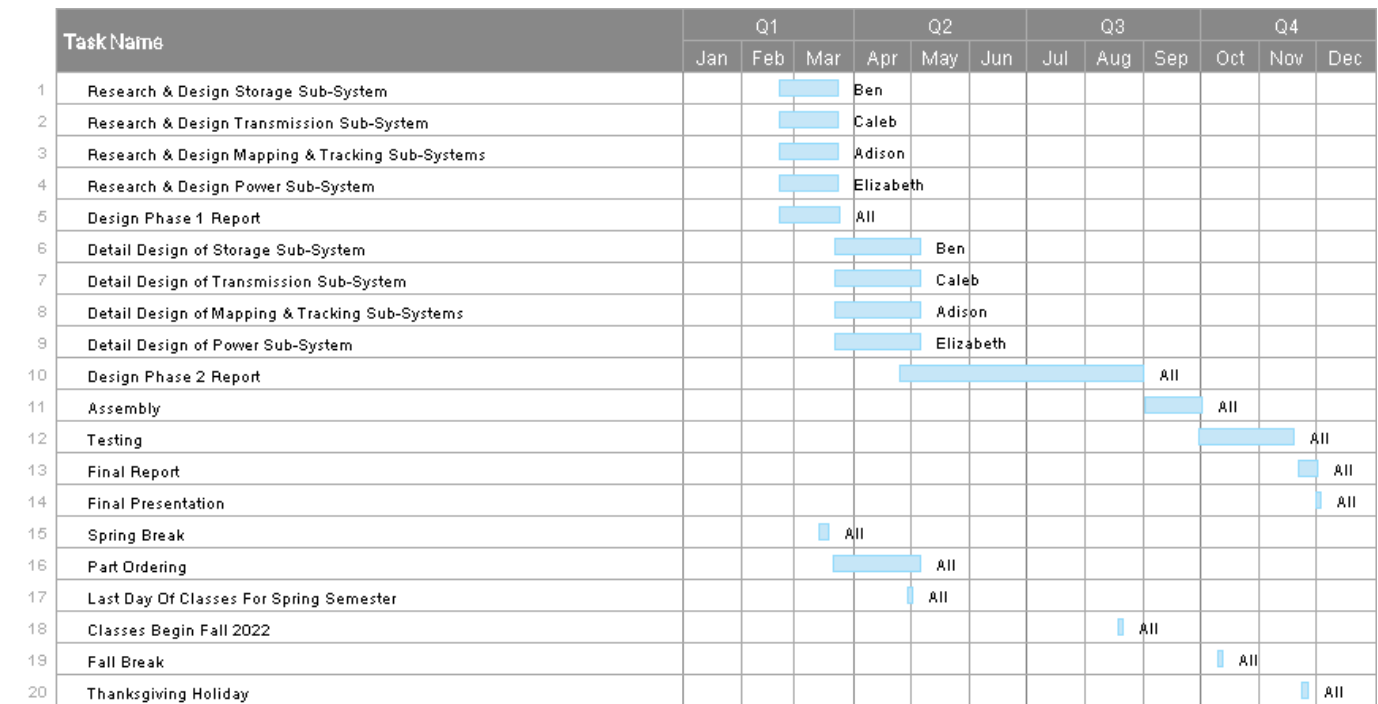 Task Name
Q1 Q2 Q3 Q4
Jan Feb Mar Apr May Jun Jul Aug Sep Oct Nov Dec
1 Research & Design Storage Sub-System Ben
2 Research & Design Transmission Sub-System Caleb
3 Research & Design Mapping & Tracking Sub-Systems Adison
4 Research & Design Power Sub-System Elizabeth
5 Design Phase 1 Report All
6 Detail Design of Storage Sub-System Ben
7 Detail Design of Transmission Sub-System Caleb
8 Detail Design of Mapping & Tracking Sub-Systems Adison
9 Detail Design of Power Sub-System Elizabeth
10 Design Phase 2 Report All
11 Assembly All
12 Testing All
13 Final Report All
14 Final Presentation All
15 Spring Break All
16 Part Ordering All
17 Last Day Of Classes For Spring Semester All
18 Classes Begin Fall 2022 All
19 Fall Break All
20 Thanksgiving Holiday All